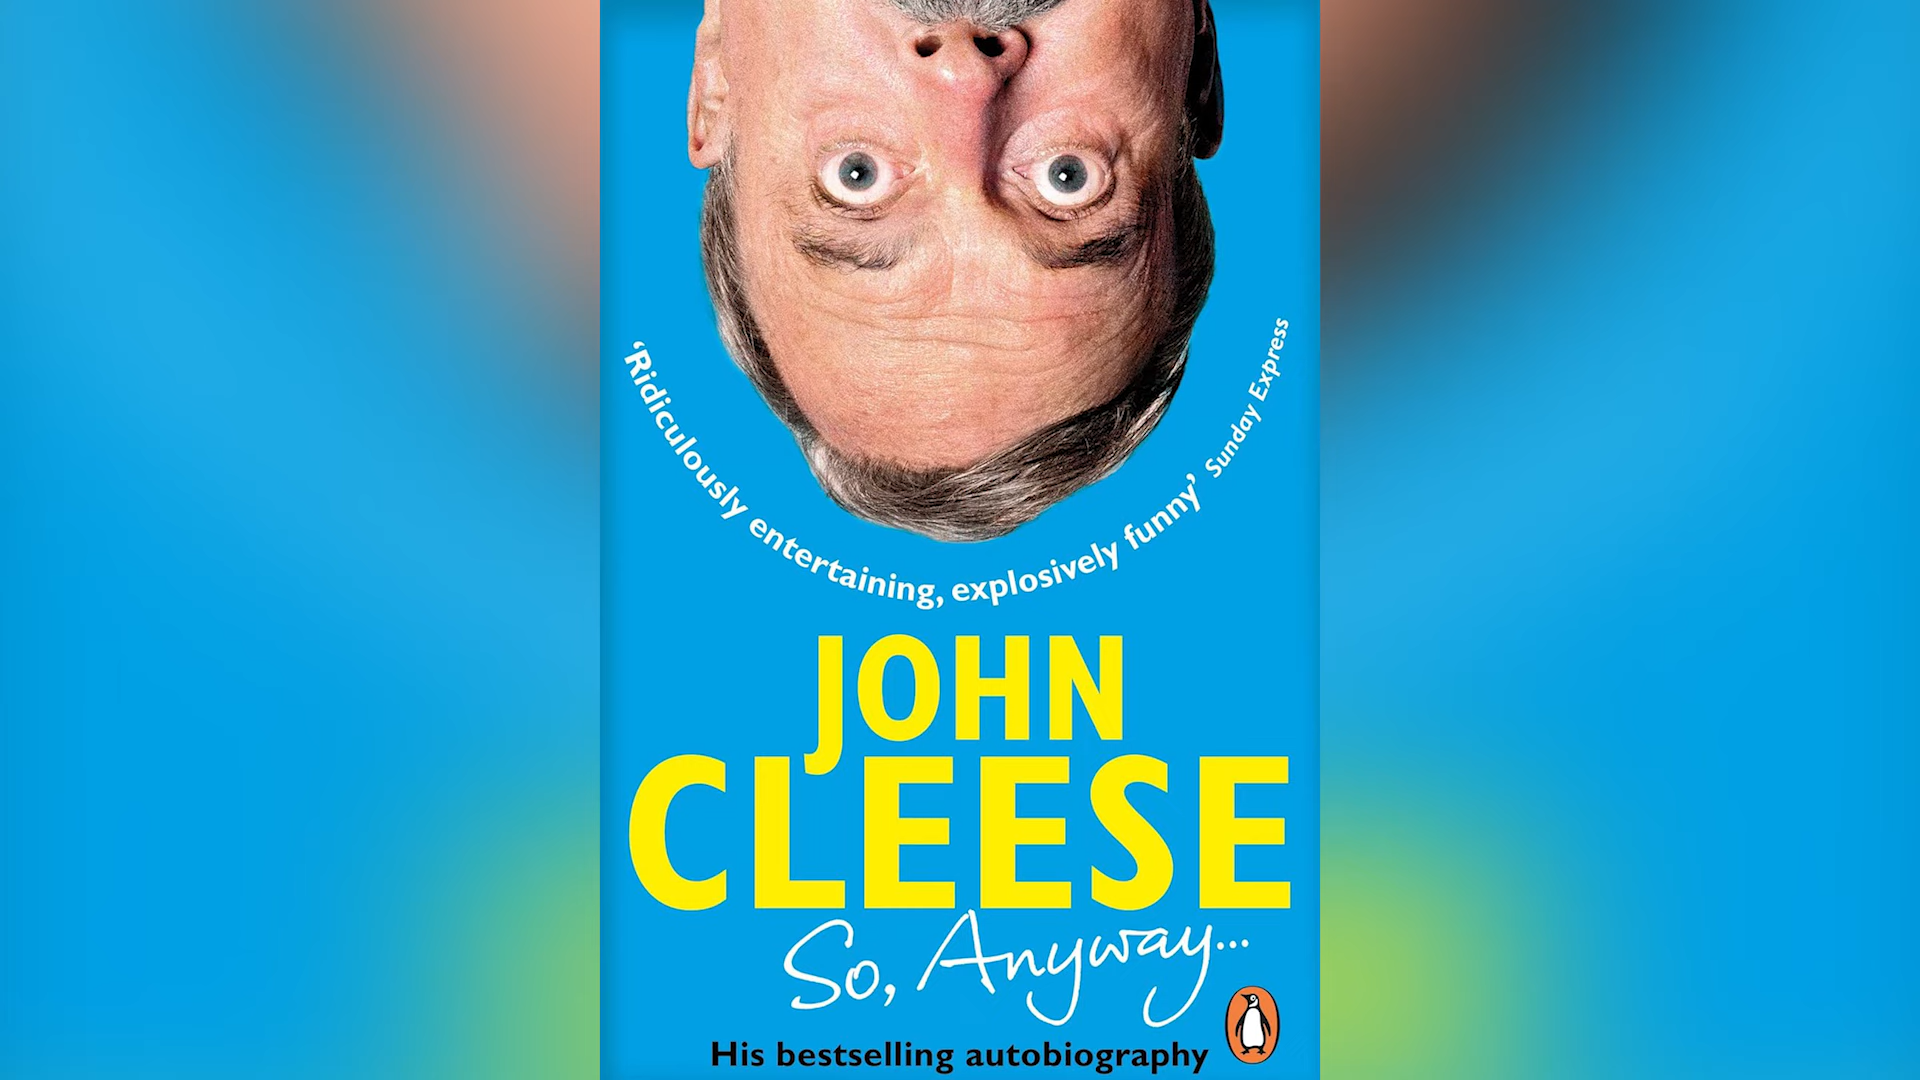 ‘Ridiculously entertaining, explosively funny’ Sunday Express
JOHN
CLEESE
So, Anyway...
His bestselling autobiography